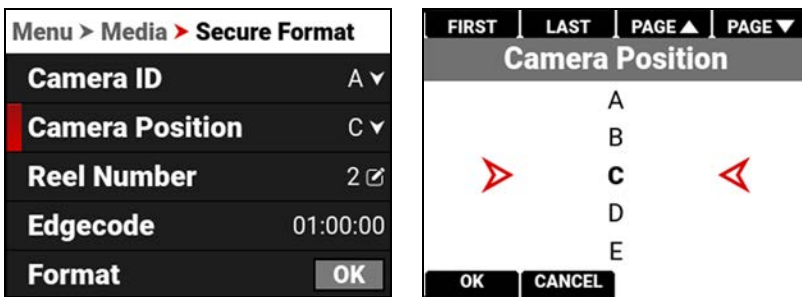 Menu > Media > Secure Format
Camera ID A
Camera Position C
Reel Number 2
Edgecode 01:00:00
Format OK
FIRST LAST PAGE▲ PAGE▼
Camera Position
A
B
C
D
E
OK CANCEL